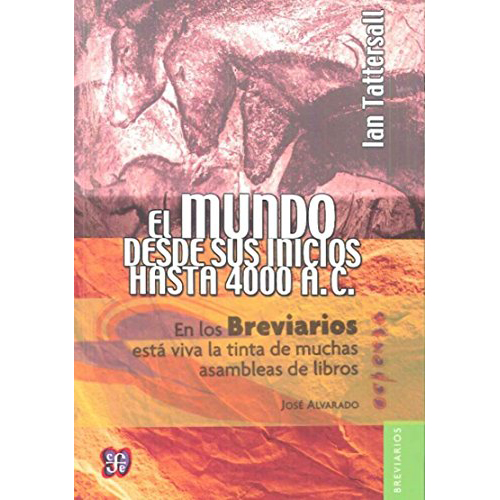 Ian Tattersall
El MUNDO
DESDE SUS INICIOS
HASTA 4000 A.C.
En los Breviarios
está viva la tinta de muchas
asambleas de libros
JOSÉ ALVARADO
BREVIARIOS
fce